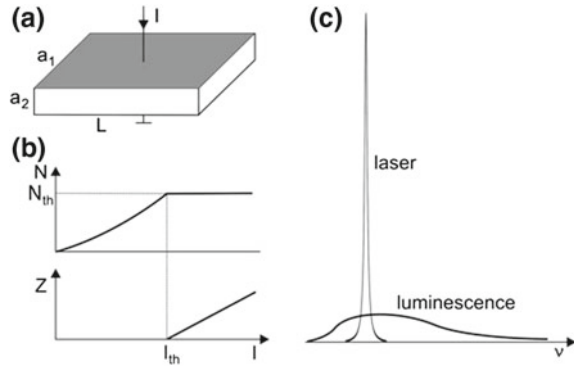 (a)
I
a1
a2
L
(b)
N
Nth
Z
Ith
I
(c)
laser
luminescence
ν